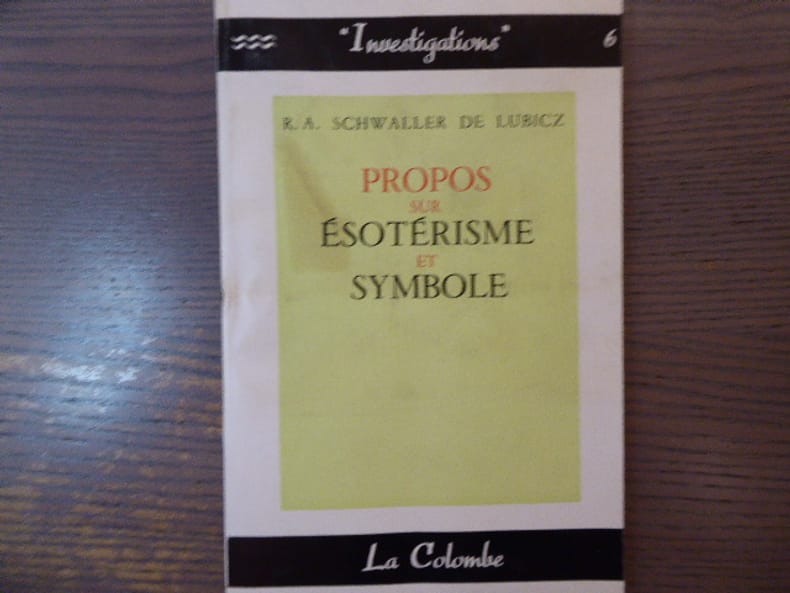 "Investigations" 6
R. A. SCHWALLER DE LUBICZ
PROPOS
SUR
ÉSOTÉRISME
ET
SYMBOLE
La Colombe